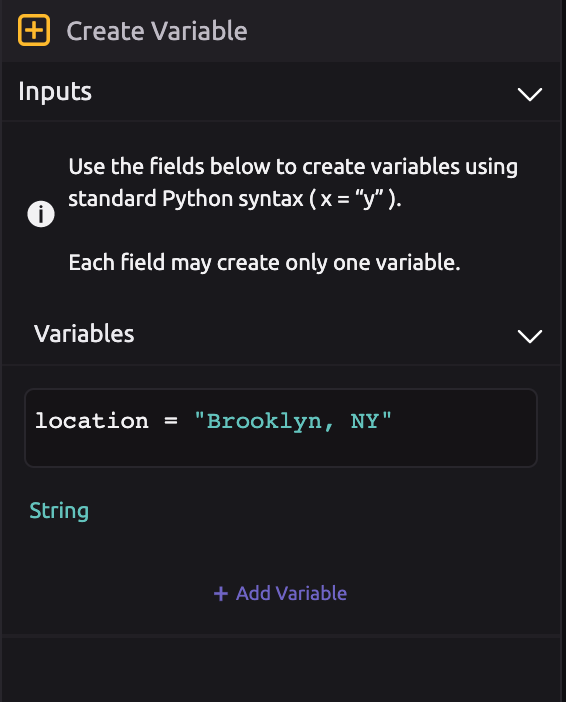 Create Variable
Inputs
Use the fields below to create variables using
standard Python syntax ( x = “y” ).
Each field may create only one variable.
Variables
location = "Brooklyn, NY"
String
+ Add Variable